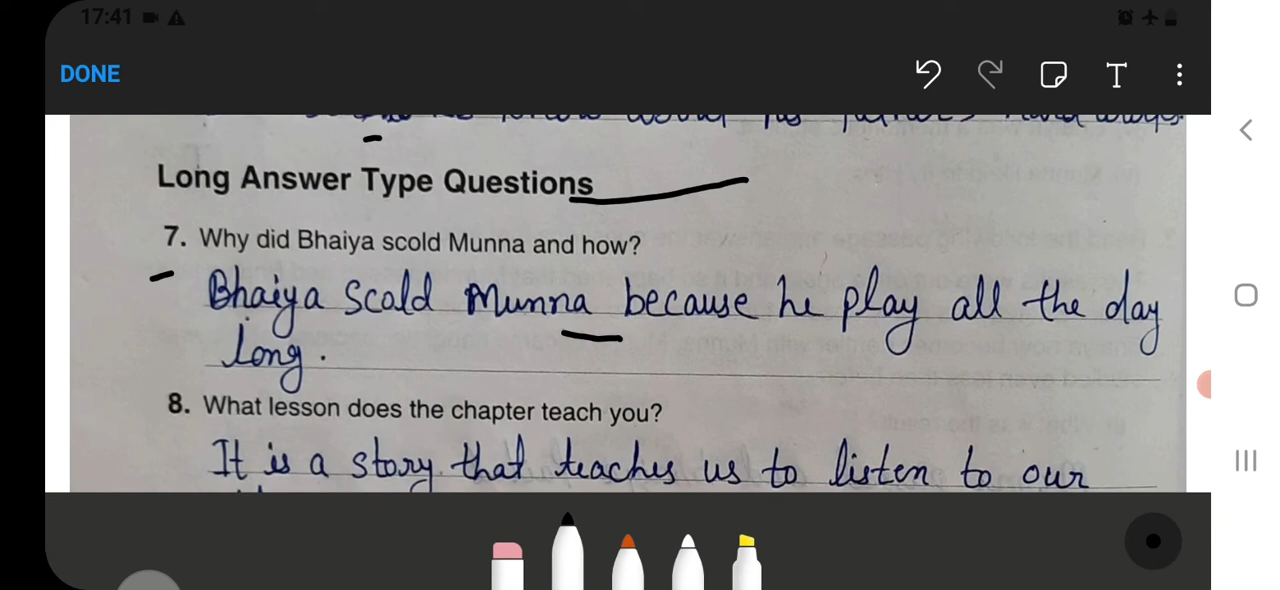 17:41
DONE
T
Long Answer Type Questions
7. Why did Bhaiya scold Munna and how?
Bhaiya scold Munna because he play all the day
long.
8. What lesson does the chapter teach you?
It is a story that teaches us to listen to our